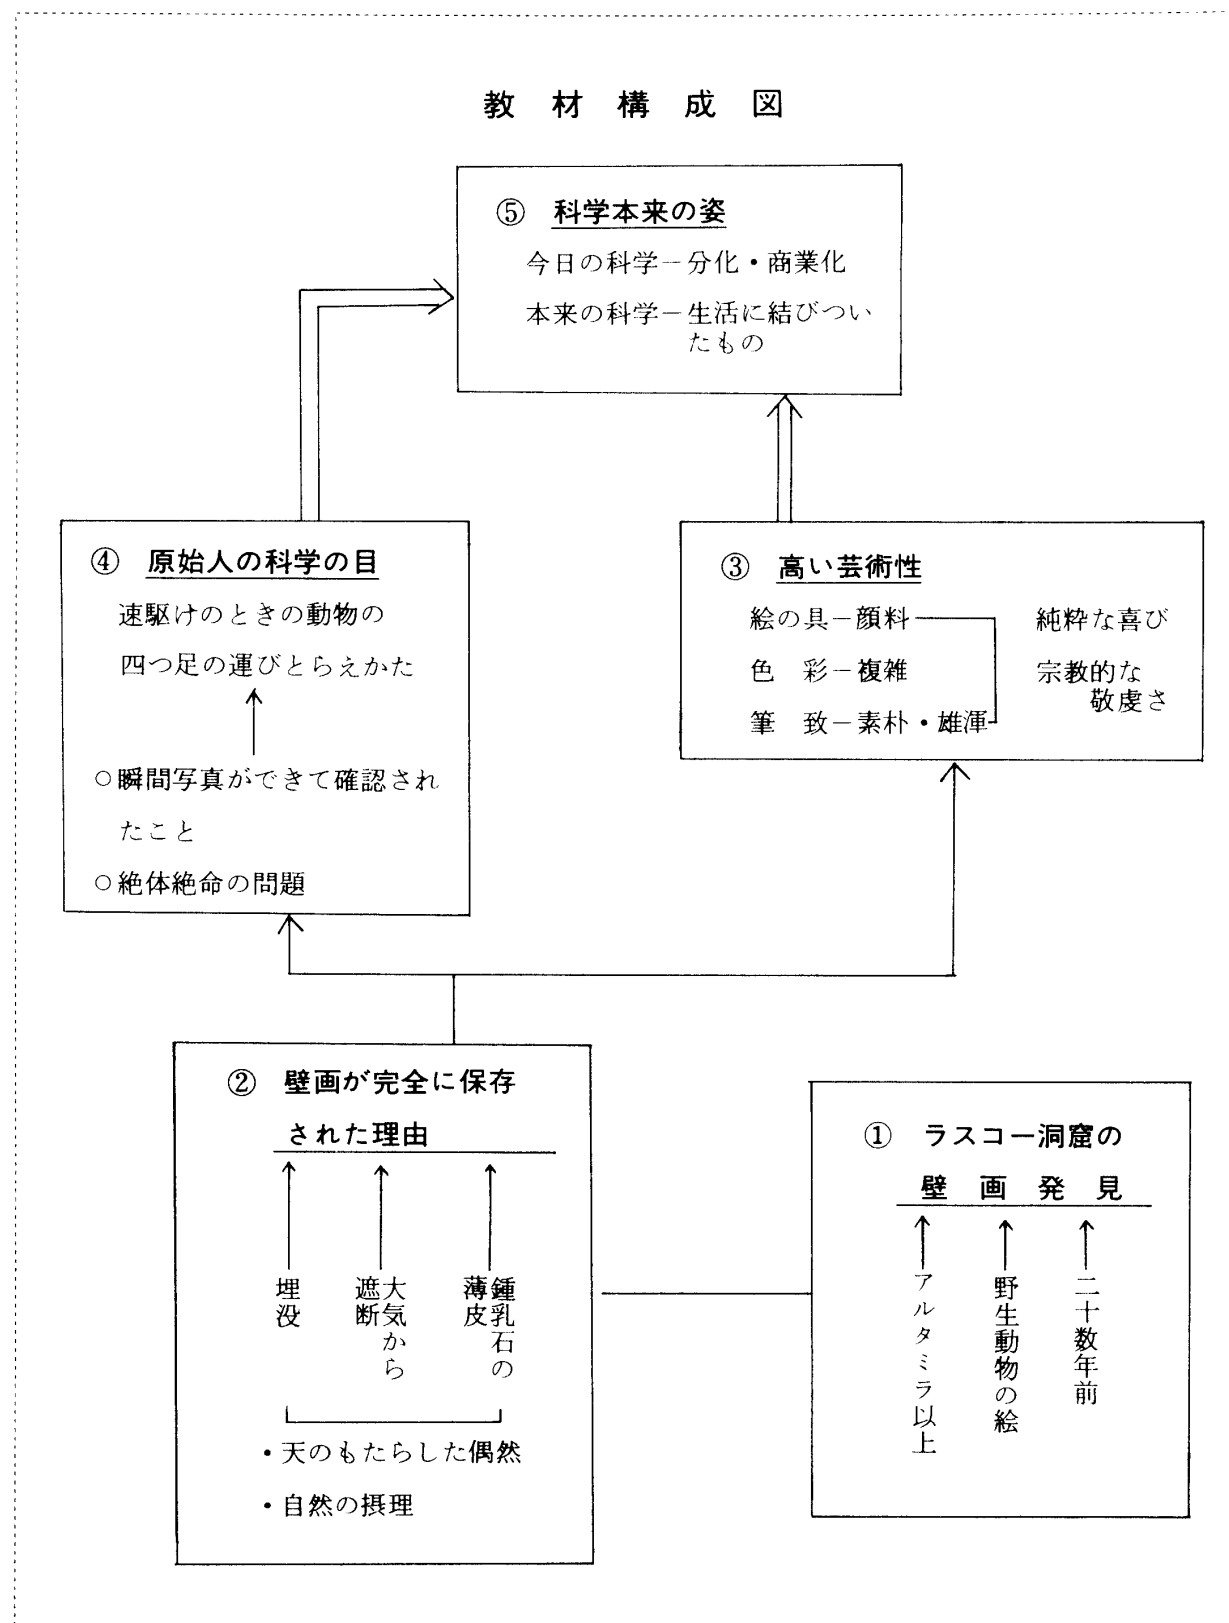 教材構成図
⑤ 科学本来の姿
今日の科学－分化・商業化
本来の科学－生活に結びつい
たもの
④ 原始人の科学の目
速駆けのときの動物の
四つ足の運びとらえかた
○瞬間写真ができて確認され
たこと
○絶体絶命の問題
③ 高い芸術性
絵の具－顔料
色　彩－複雑
筆　致－素朴・雄渾
純粋な喜び
宗教的な
敬虔さ
② 壁画が完全に保存
された理由
鍾乳石の
薄皮
大気から
遮断
埋没
・天のもたらした偶然
・自然の摂理
① ラスコー洞窟の
壁画発見
二十数年前
野生動物の絵
アルタミラ以上